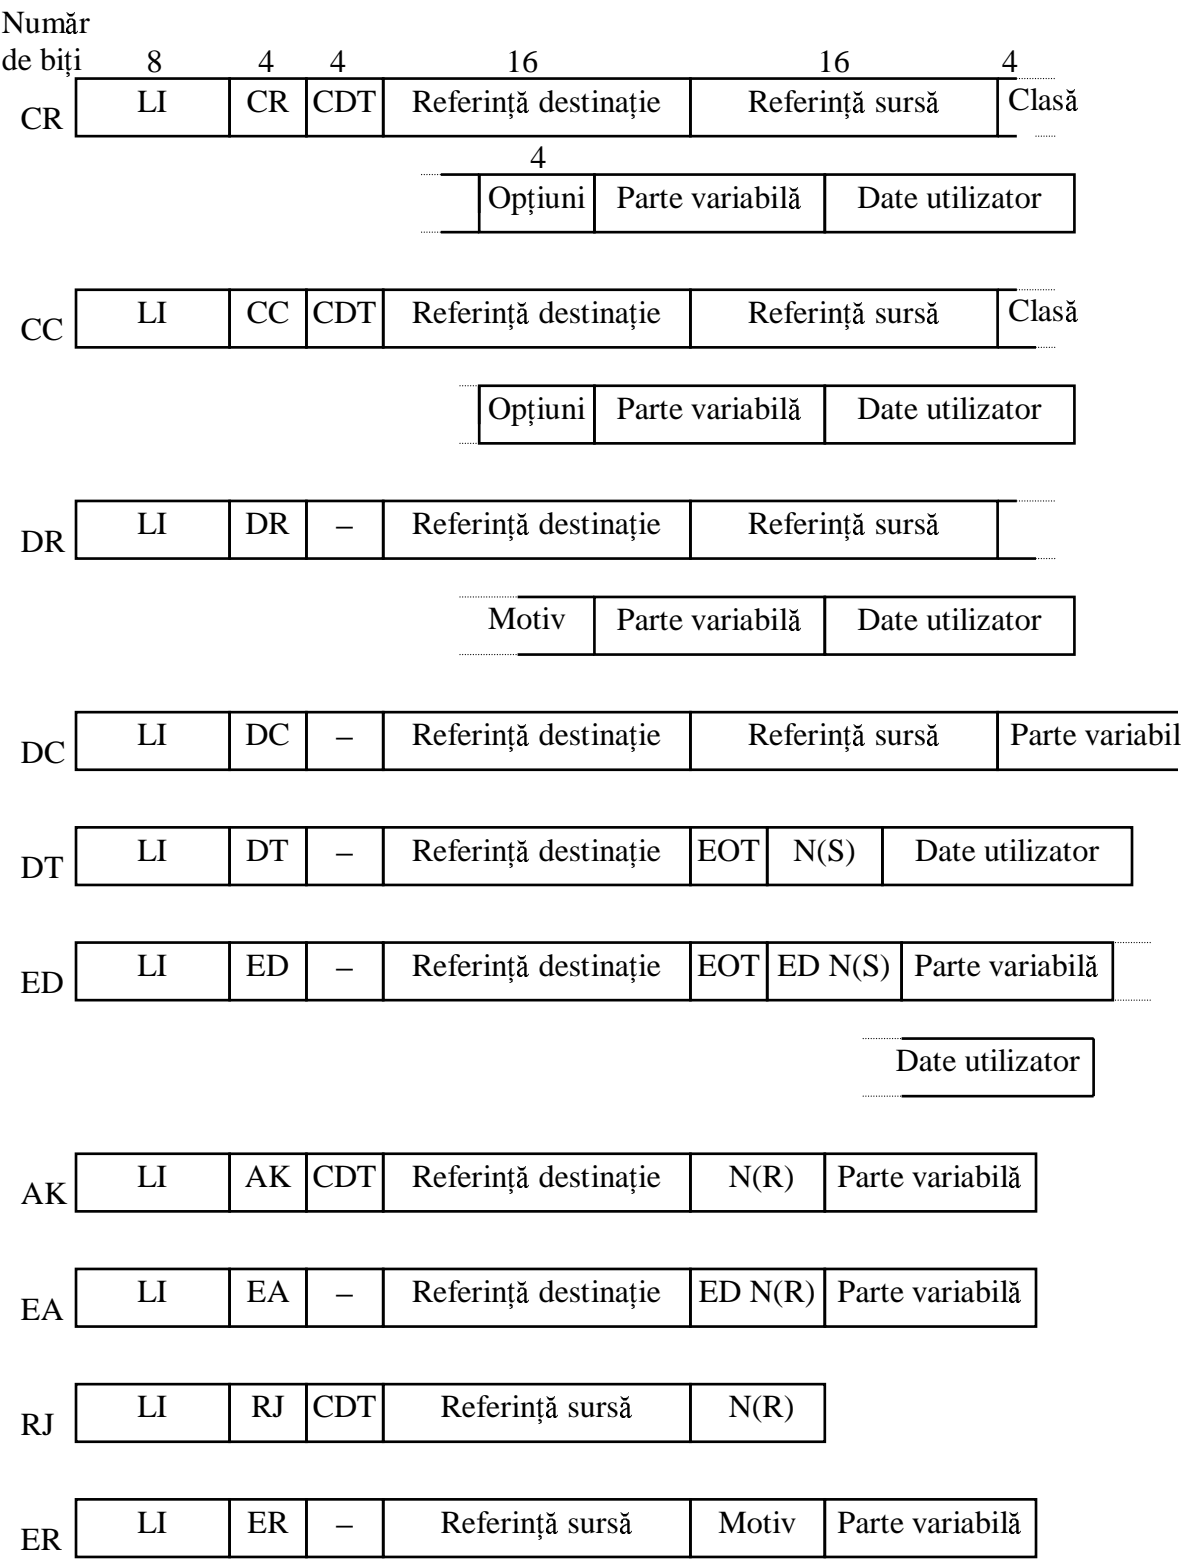 Număr
de biți 8 4 4 16 16 4
CR LI CR CDT Referință destinație Referință sursă Clasă
4
Opțiuni Parte variabilă Date utilizator
CC LI CC CDT Referință destinație Referință sursă Clasă
Opțiuni Parte variabilă Date utilizator
DR LI DR – Referință destinație Referință sursă
Motiv Parte variabilă Date utilizator
DC LI DC – Referință destinație Referință sursă Parte variabil
DT LI DT – Referință destinație EOT N(S) Date utilizator
ED LI ED – Referință destinație EOT ED N(S) Parte variabilă
Date utilizator
AK LI AK CDT Referință destinație N(R) Parte variabilă
EA LI EA – Referință destinație ED N(R) Parte variabilă
RJ LI RJ CDT Referință sursă N(R)
ER LI ER – Referință sursă Motiv Parte variabilă